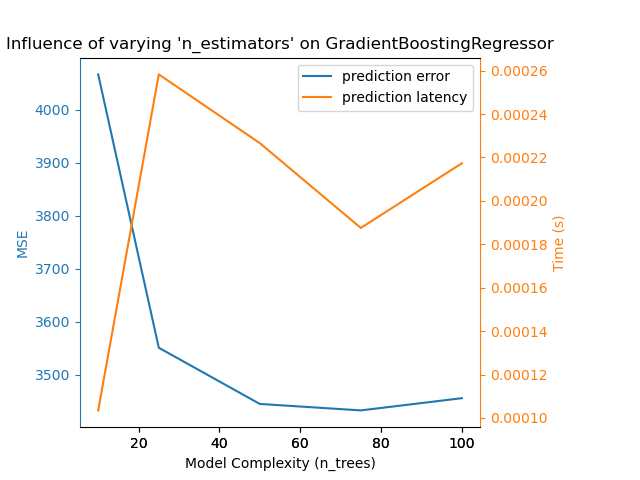 Influence of varying 'n_estimators' on GradientBoostingRegressor
prediction error
prediction latency
4000
3900
3800
3700
3600
3500
MSE
0.00026
0.00024
0.00022
0.00020
0.00018
0.00016
0.00014
0.00012
0.00010
Time (s)
20 40 60 80 100
Model Complexity (n_trees)